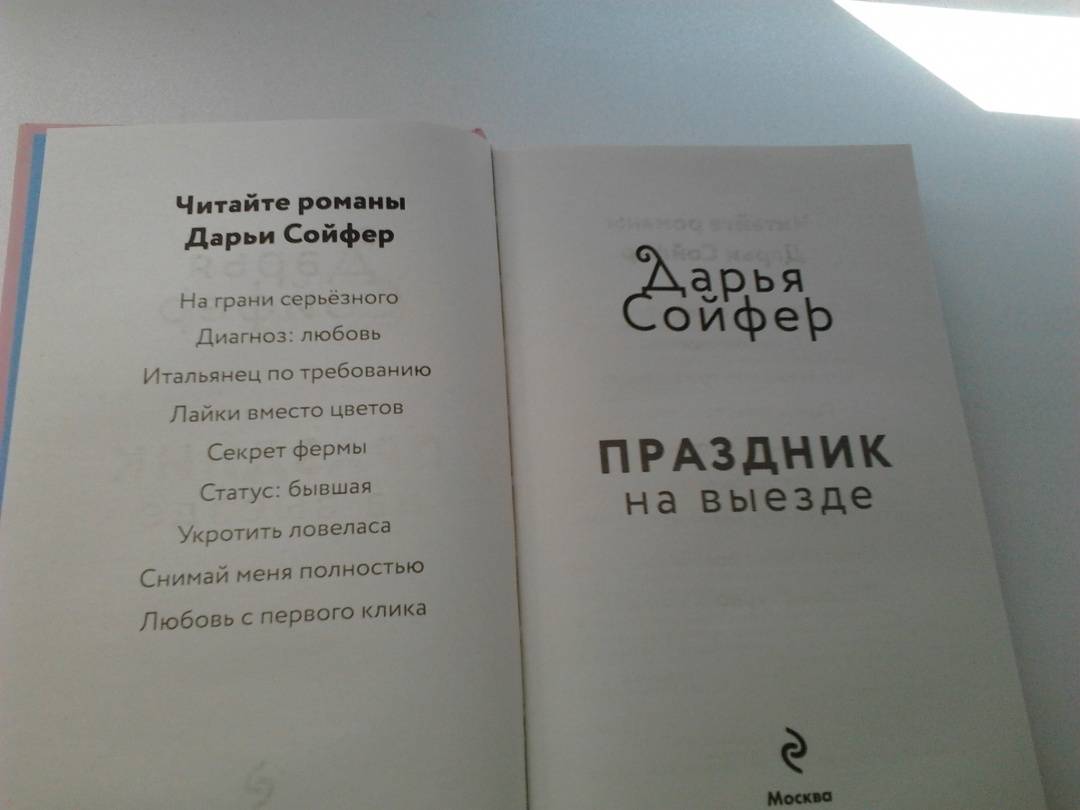 Читайте романы
Дарьи Сойфер
На грани серьёзного
Диагноз: любовь
Итальянец по требованию
Лайки вместо цветов
Секрет фермы
Статус: бывшая
Укротить ловеласа
Снимай меня полностью
Любовь с первого клика
Дарья
Сойфер
ПРАЗДНИК
на выезде
Москва